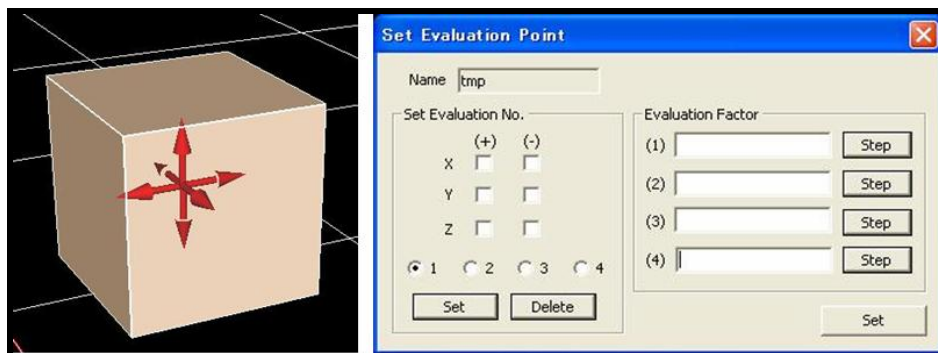 Set Evaluation Point
Name tmp
Set Evaluation No.
(+) (-)
X
Y
Z
1 2 3 4
Set Delete
Evaluation Factor
(1) Step
(2) Step
(3) Step
(4) Step
Set